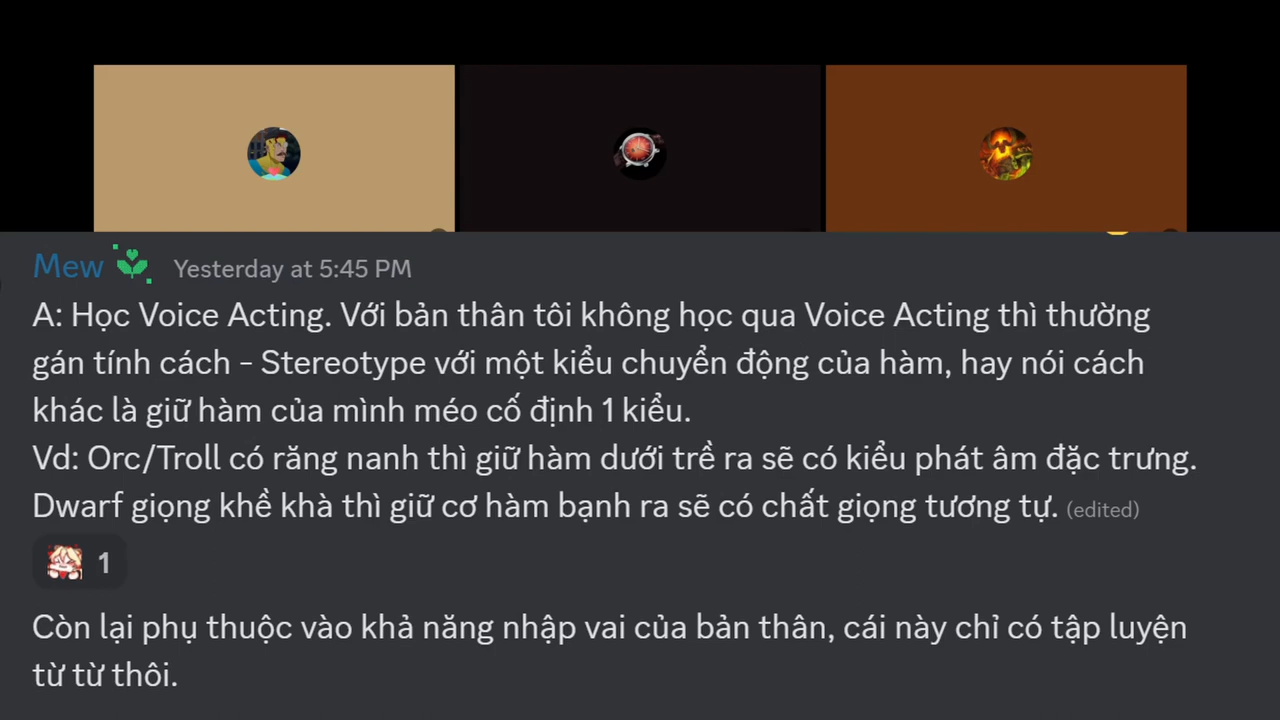 Mew Yesterday at 5:45 PM
A: Học Voice Acting. Với bản thân tôi không học qua Voice Acting thì thường
gán tính cách - Stereotype với một kiểu chuyển động của hàm, hay nói cách
khác là giữ hàm của mình méo cố định 1 kiểu.
Vd: Orc/Troll có răng nanh thì giữ hàm dưới trề ra sẽ có kiểu phát âm đặc trưng.
Dwarf giọng khề khà thì giữ cơ hàm bạnh ra sẽ có chất giọng tương tự. (edited)
1
Còn lại phụ thuộc vào khả năng nhập vai của bản thân, cái này chỉ có tập luyện
từ từ thôi.